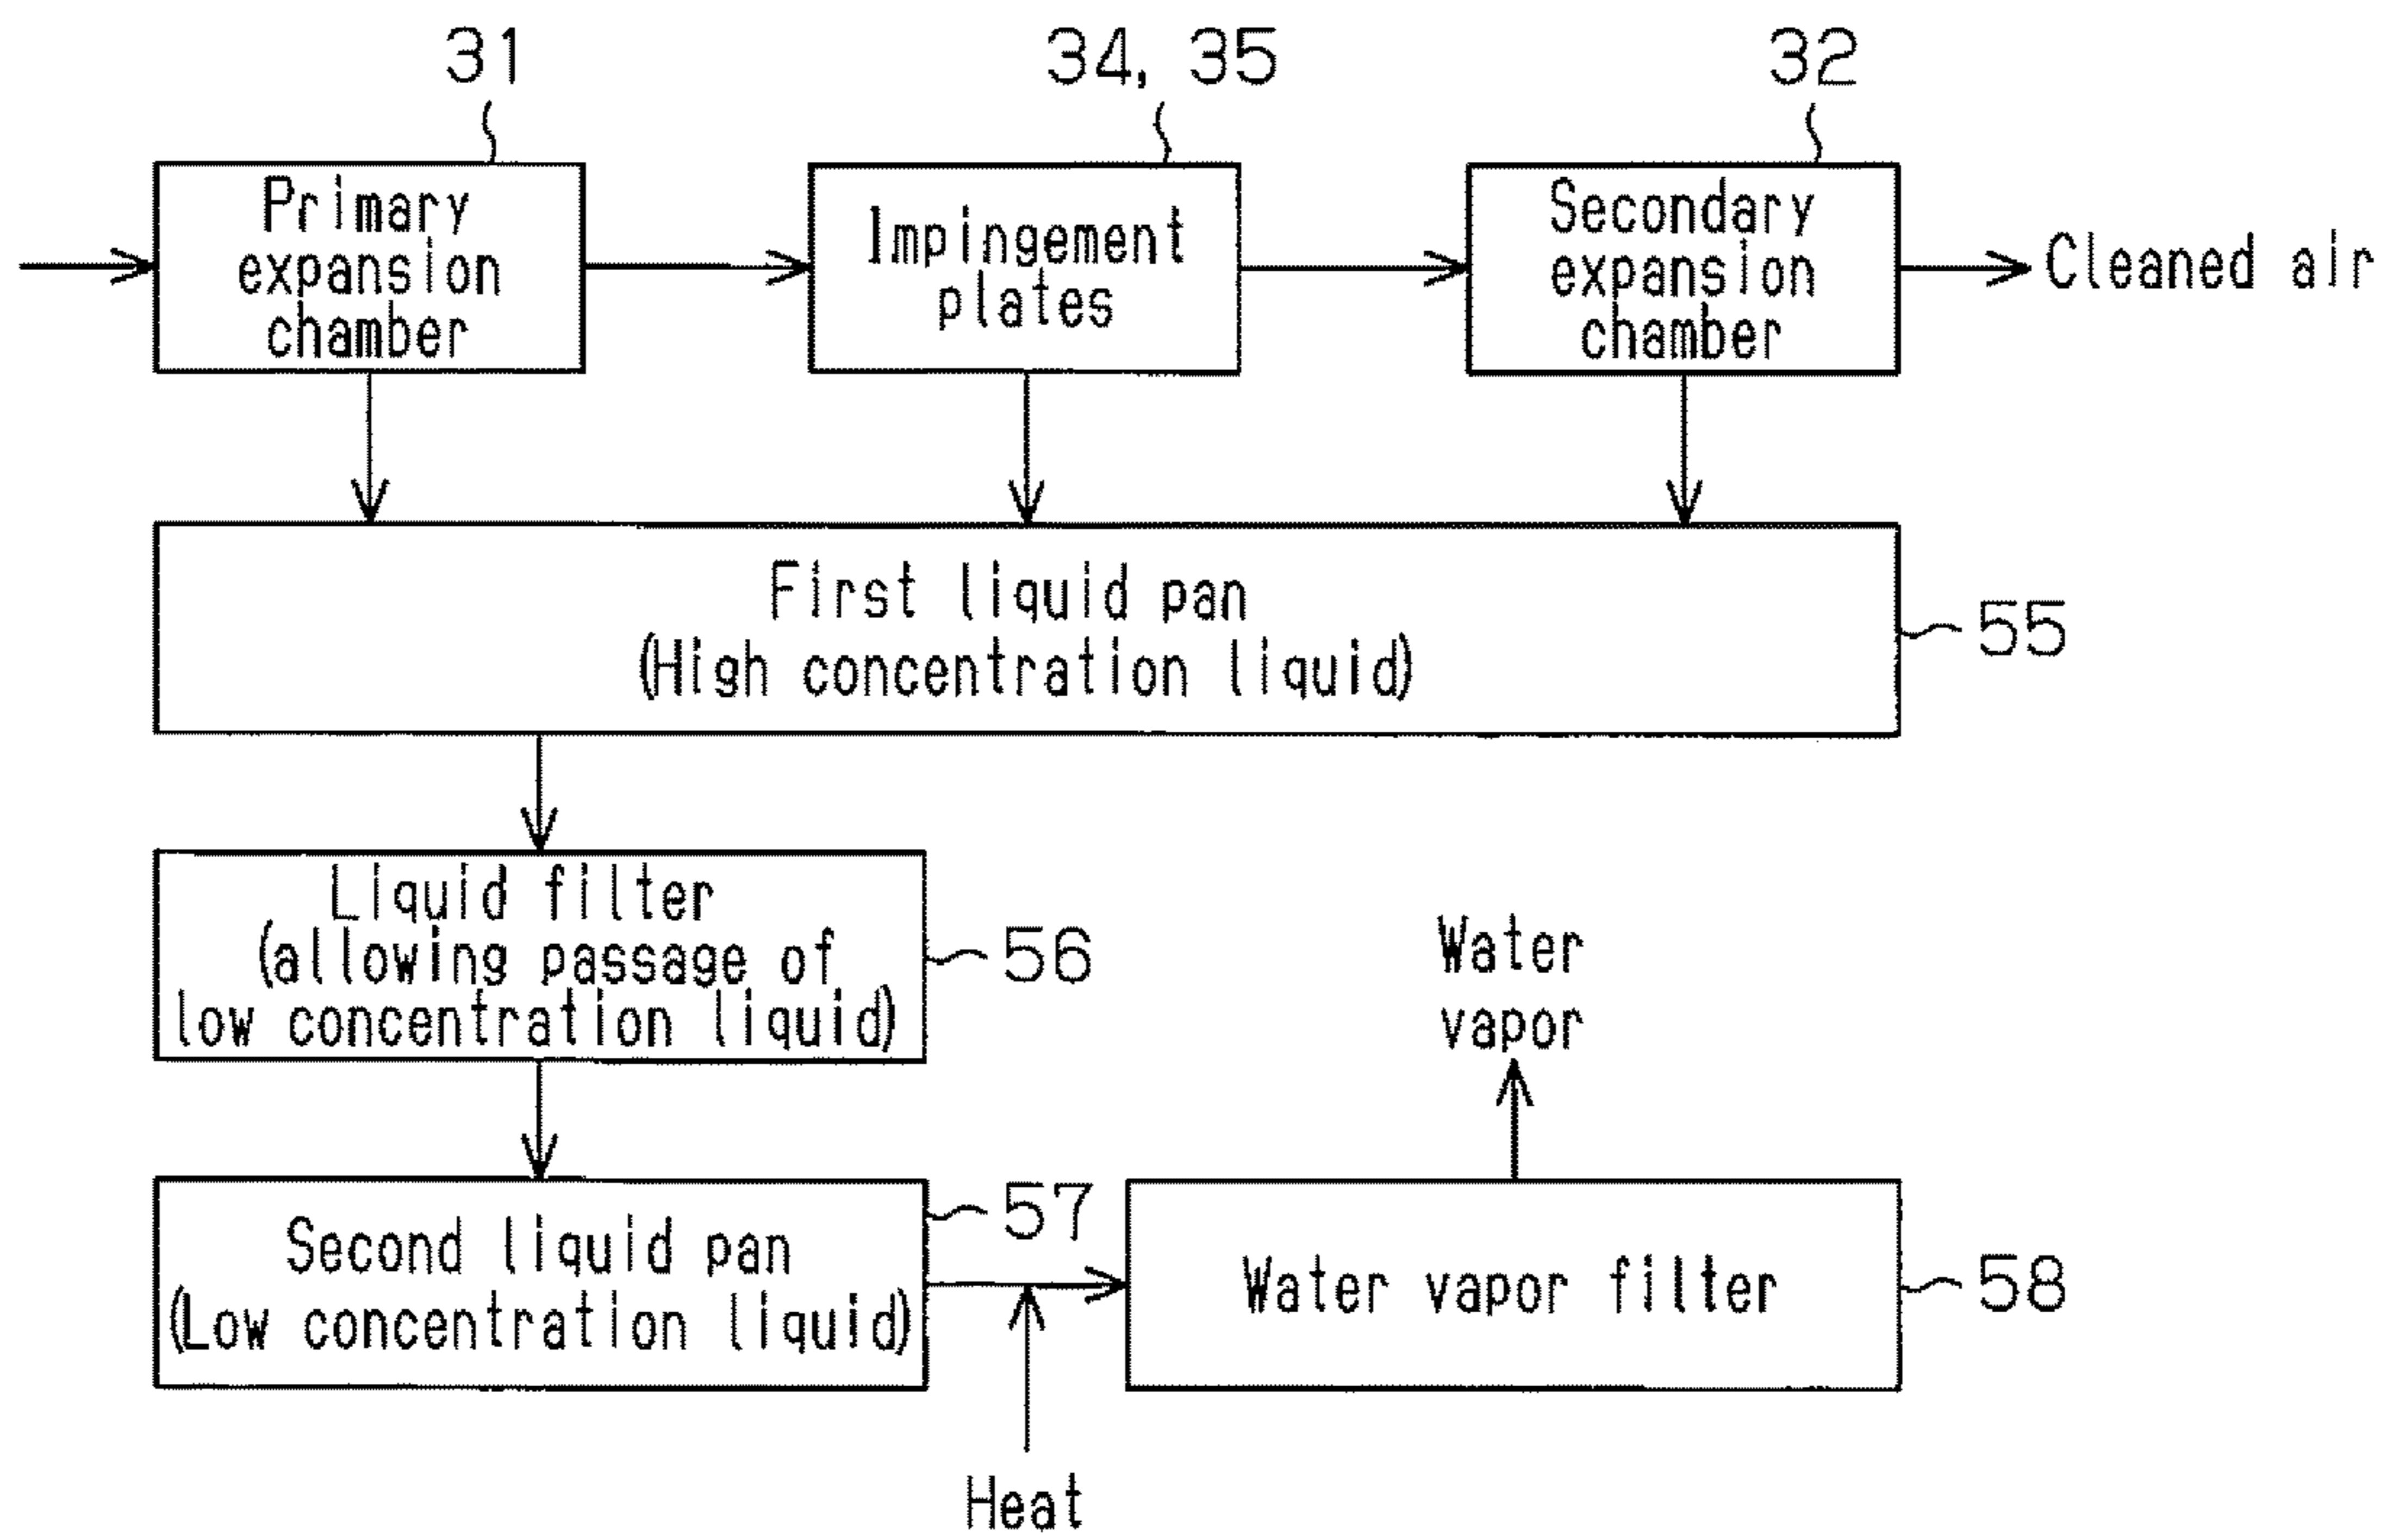 31
34, 35
32
Primary
expansion
chamber
Impingement
plates
Secondary
expansion
chamber
Cleaned air
First liquid pan
(High concentration liquid)
55
Liquid filter
(allowing passage of
low concentration liquid)
56
Water
vapor
Second liquid pan
(Low concentration liquid)
57
Water vapor filter
58
Heat